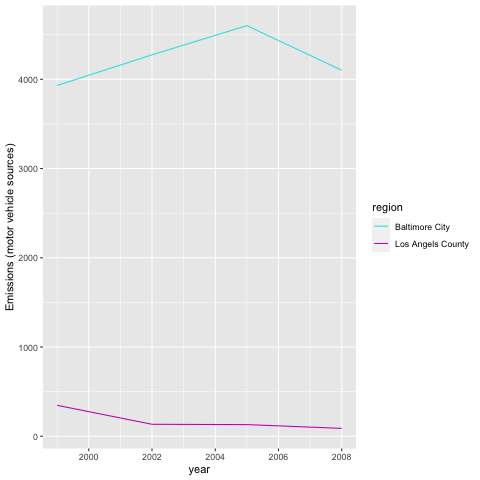 Emissions (motor vehicle sources)
4000
3000
2000
1000
0
2000 2002 2004 2006 2008
year
region
Baltimore City
Los Angels County